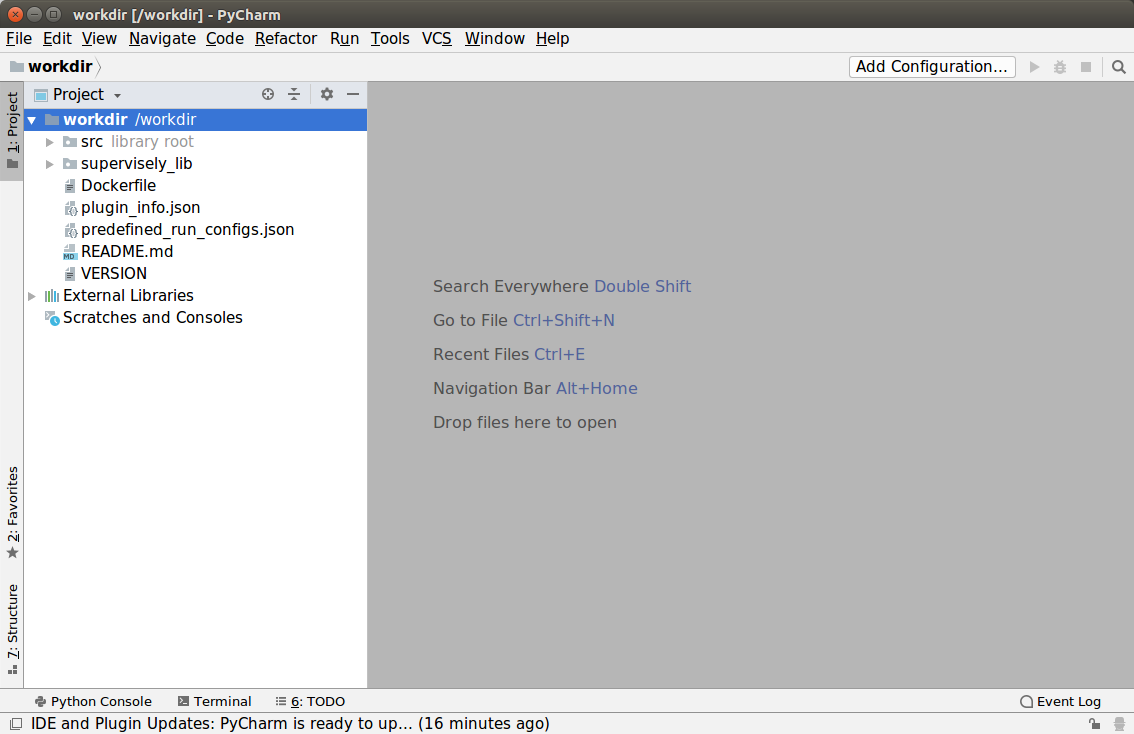 workdir [/workdir] - PyCharm
File Edit View Navigate Code Refactor Run Tools VCS Window Help
workdir Add Configuration...
1: Project
Project
workdir /workdir
src library root
supervisely_lib
Dockerfile
plugin_info.json
predefined_run_configs.json
MD README.md
VERSION
External Libraries
Scratches and Consoles
Search Everywhere Double Shift
Go to File Ctrl+Shift+N
Recent Files Ctrl+E
Navigation Bar Alt+Home
Drop files here to open
2: Favorites
7: Structure
Python Console Terminal 6: TODO Event Log
IDE and Plugin Updates: PyCharm is ready to up... (16 minutes ago)